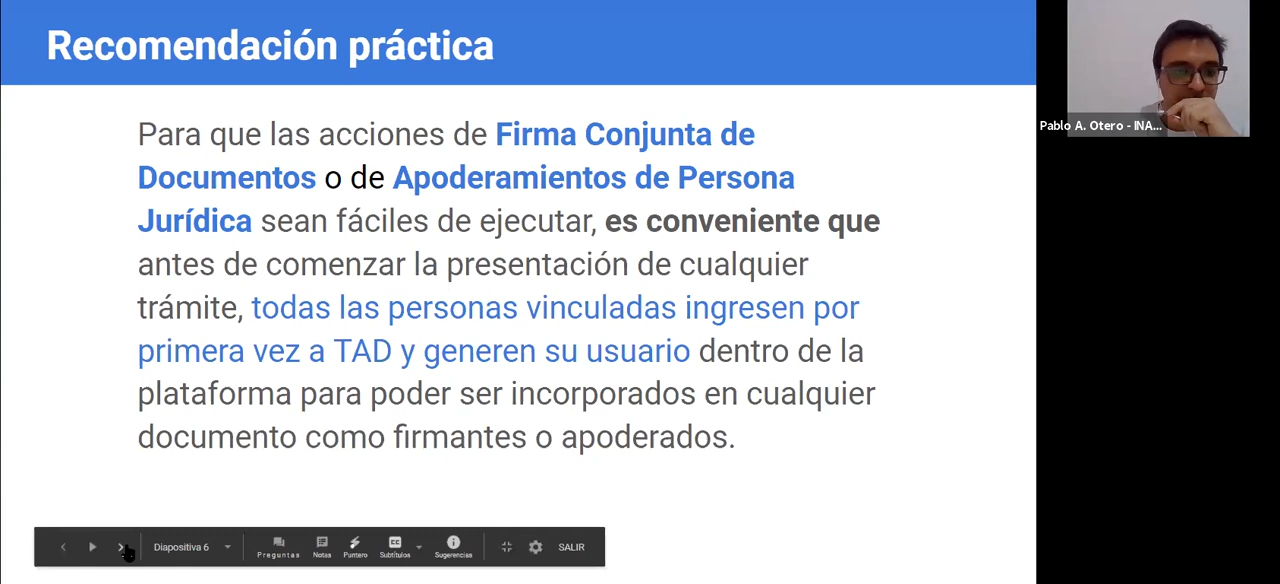 Recomendación práctica
Para que las acciones de Firma Conjunta de
Documentos o de Apoderamientos de Persona
Jurídica sean fáciles de ejecutar, es conveniente que
antes de comenzar la presentación de cualquier
trámite, todas las personas vinculadas ingresen por
primera vez a TAD y generen su usuario dentro de la
plataforma para poder ser incorporados en cualquier
documento como firmantes o apoderados.
Pablo A. Otero - INA...
Diapositiva 6
Preguntas
Notas
Puntero
CC
Subtítulos
Sugerencias
SALIR